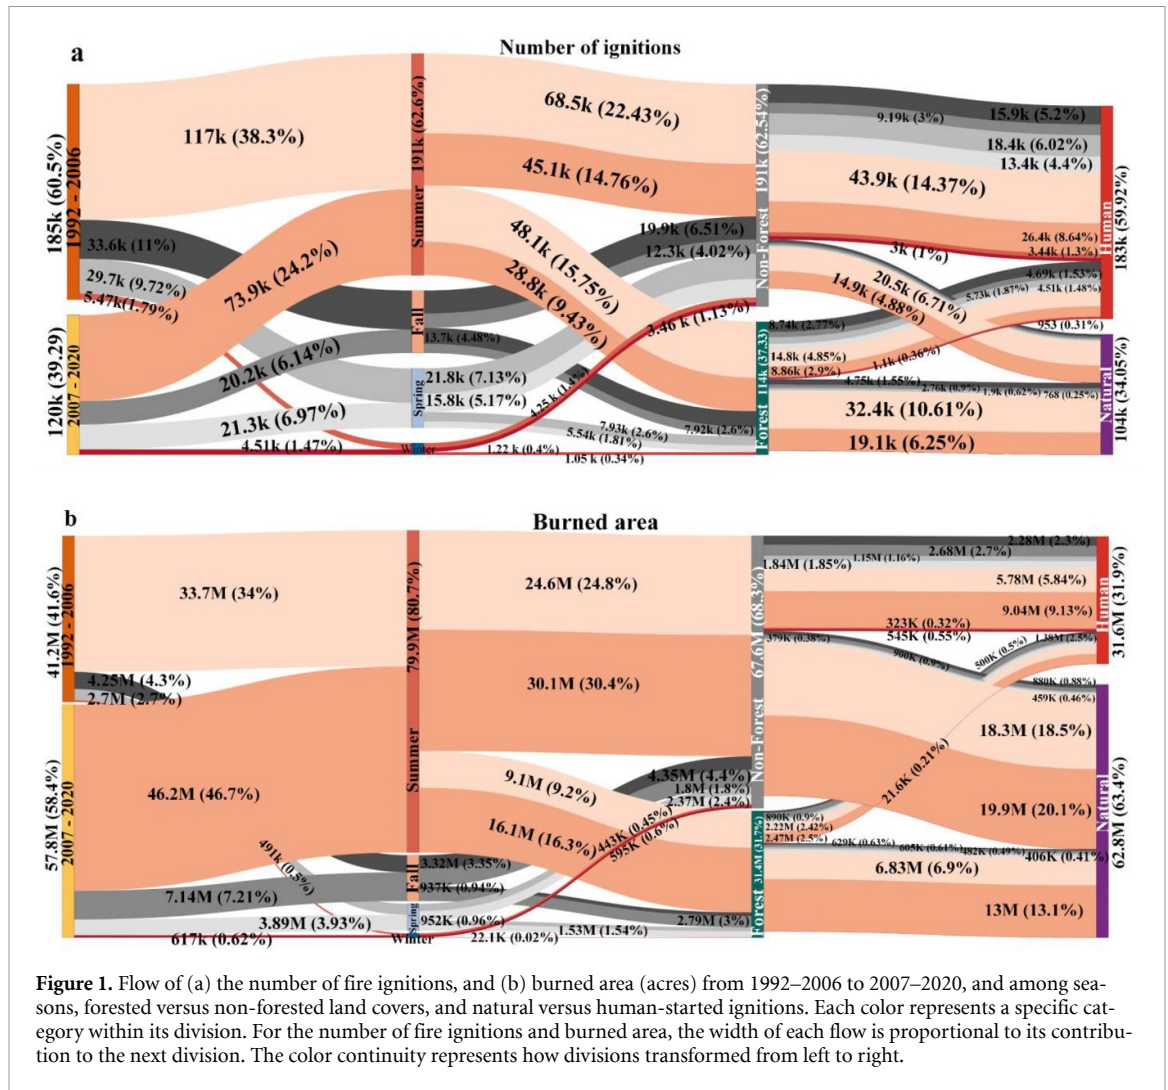 a
Number of ignitions
185k (60.5%)
1992 - 2006
120k (39.29)
2007 - 2020
117k (38.3%)
33.6k (11%)
29.7k (9.72%)
5.47k(1.79%)
73.9k (24.2%)
20.2k (6.14%)
21.3k (6.97%)
4.51k (1.47%)
Summer 191k (62.6%)
Fall
Spring
Winter
68.5k (22.43%)
45.1k (14.76%)
48.1k (15.75%)
28.8k (9.43%)
19.9k (6.51%)
12.3k (4.02%)
13.7k (4.48%)
21.8k (7.13%)
15.8k (5.17%)
4.25k (1.4%)
3.46 k (1.13%)
7.93k (2.6%)
5.54k (1.81%)
7.92k (2.6%)
1.22 k (0.4%)
1.05 k (0.34%)
Non-Forest 191k (62.54%)
Forest 114k (37.33)
9.19k (3%)
15.9k (5.2%)
18.4k (6.02%)
13.4k (4.4%)
43.9k (14.37%)
26.4k (8.64%)
3.44k (1.3%)
3k (1%)
20.5k (6.71%)
14.9k (4.88%)
4.69k (1.53%)
5.73k (1.87%)
4.51k (1.48%)
953 (0.31%)
8.74k (2.77%)
14.8k (4.85%)
8.86k (2.9%)
1.1k (0.36%)
4.75k (1.55%)
2.76k (0.9%)
1.9k (0.62%)
768 (0.25%)
32.4k (10.61%)
19.1k (6.25%)
Human
183k (59.92%)
Natural
104k (34.05%)
b
Burned area
41.2M (41.6%)
1992 - 2006
57.8M (58.4%)
2007 - 2020
33.7M (34%)
4.25M (4.3%)
2.7M (2.7%)
46.2M (46.7%)
491k (0.5%)
7.14M (7.21%)
3.89M (3.93%)
617k (0.62%)
Summer 79.9M (80.7%)
Fall
Spring
Winter
24.6M (24.8%)
30.1M (30.4%)
9.1M (9.2%)
16.1M (16.3%)
4.35M (4.4%)
1.8M (1.8%)
2.37M (2.4%)
443K (0.45%)
595K (0.6%)
3.32M (3.35%)
937K (0.94%)
952K (0.96%)
2.79M (3%)
1.53M (1.54%)
22.1K (0.02%)
Non-Forest 67.6M (68.3%)
Forest 31.4M (31.7%)
2.28M (2.3%)
2.68M (2.7%)
1.15M (1.16%)
1.84M (1.85%)
5.78M (5.84%)
9.04M (9.13%)
323K (0.32%)
545K (0.55%)
379K (0.38%)
900K (0.9%)
500K (0.5%)
1.38M (2.5%)
880K (0.88%)
459K (0.46%)
18.3M (18.5%)
19.9M (20.1%)
21.6K (0.21%)
890K (0.9%)
2.22M (2.42%)
2.47M (2.5%)
629K (0.63%)
605K (0.61%)
482K (0.49%)
406K (0.41%)
6.83M (6.9%)
13M (13.1%)
Human
31.6M (31.9%)
Natural
62.8M (63.4%)
Figure 1. Flow of (a) the number of fire ignitions, and (b) burned area (acres) from 1992–2006 to 2007–2020, and among sea-
sons, forested versus non-forested land covers, and natural versus human-started ignitions. Each color represents a specific cat-
egory within its division. For the number of fire ignitions and burned area, the width of each flow is proportional to its contribu-
tion to the next division. The color continuity represents how divisions transformed from left to right.